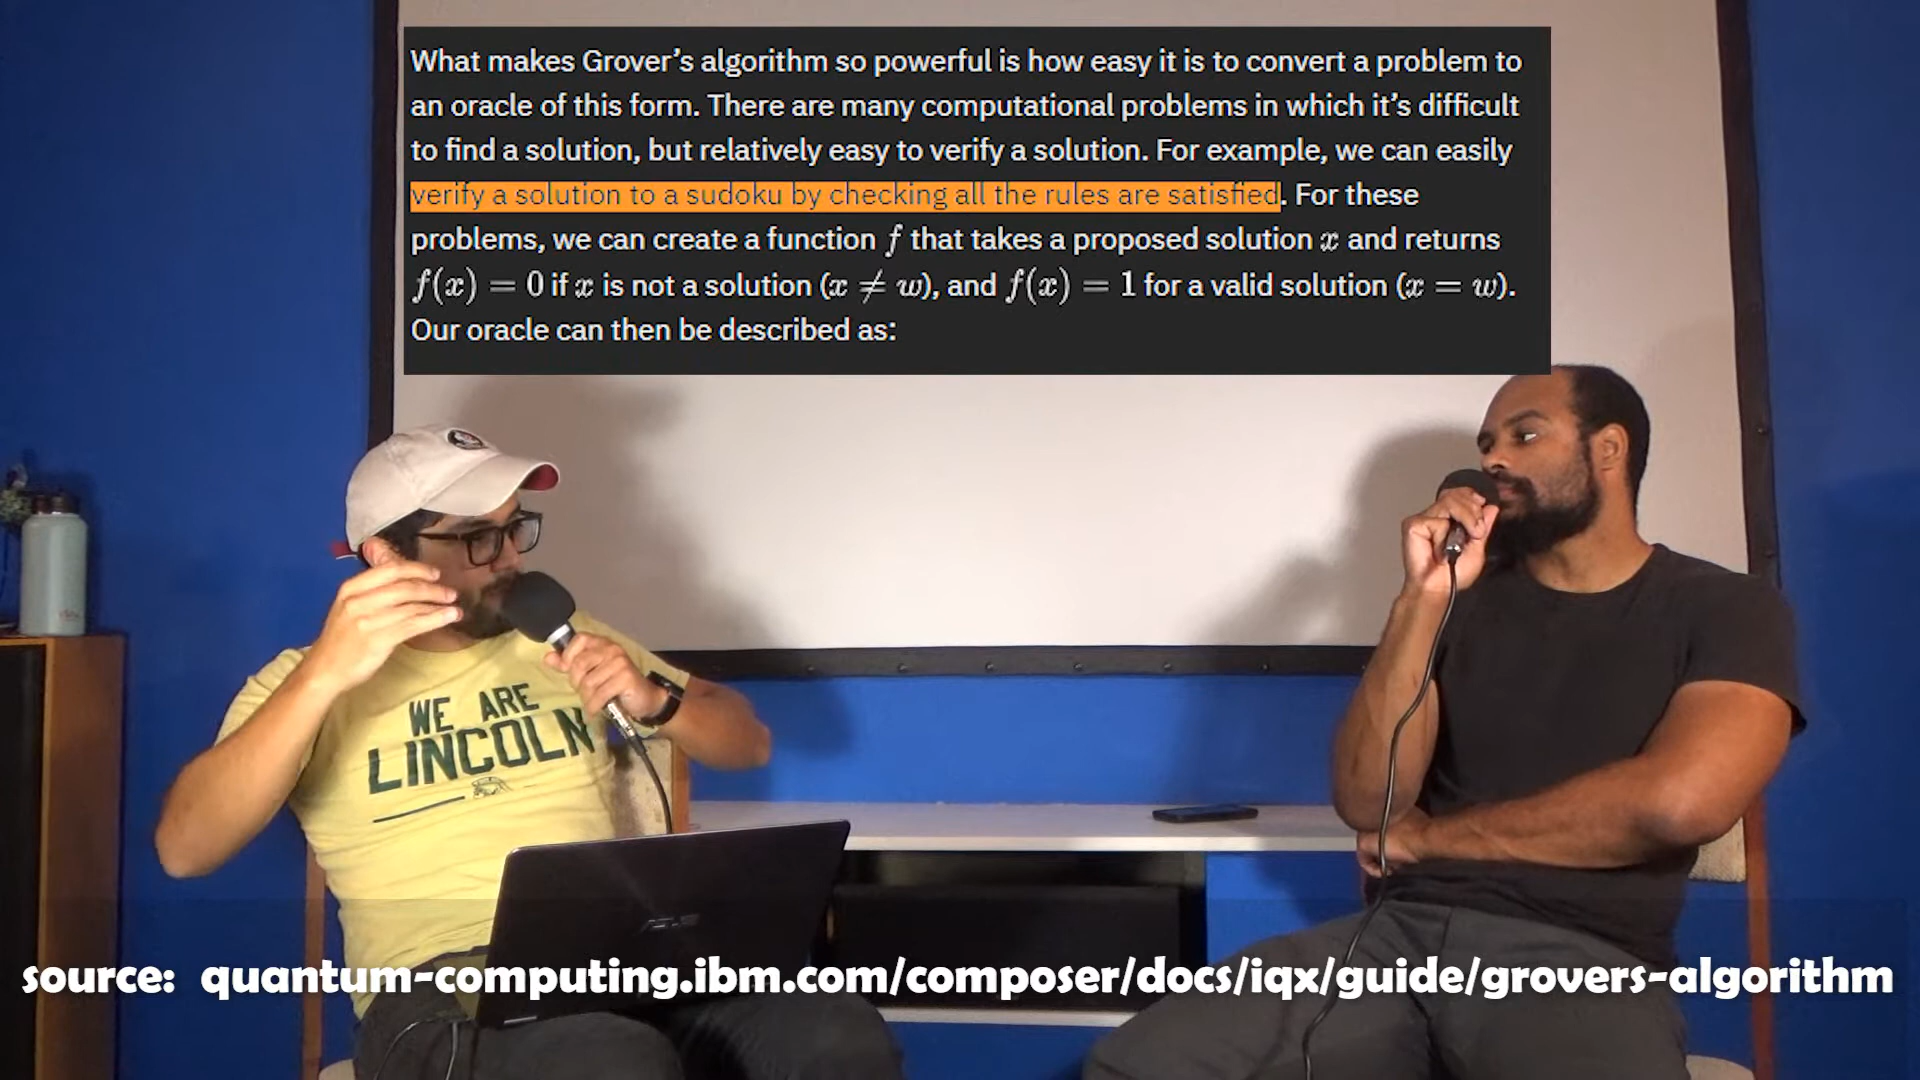 What makes Grover’s algorithm so powerful is how easy it is to convert a problem to
an oracle of this form. There are many computational problems in which it’s difficult
to find a solution, but relatively easy to verify a solution. For example, we can easily
verify a solution to a sudoku by checking all the rules are satisfied. For these
problems, we can create a function f that takes a proposed solution x and returns
f(x) = 0 if x is not a solution (x ≠ w), and f(x) = 1 for a valid solution (x = w).
Our oracle can then be described as:
WE ARE
LINCOLN
ASUS
source: quantum-computing.ibm.com/composer/docs/iqx/guide/grovers-algorithm